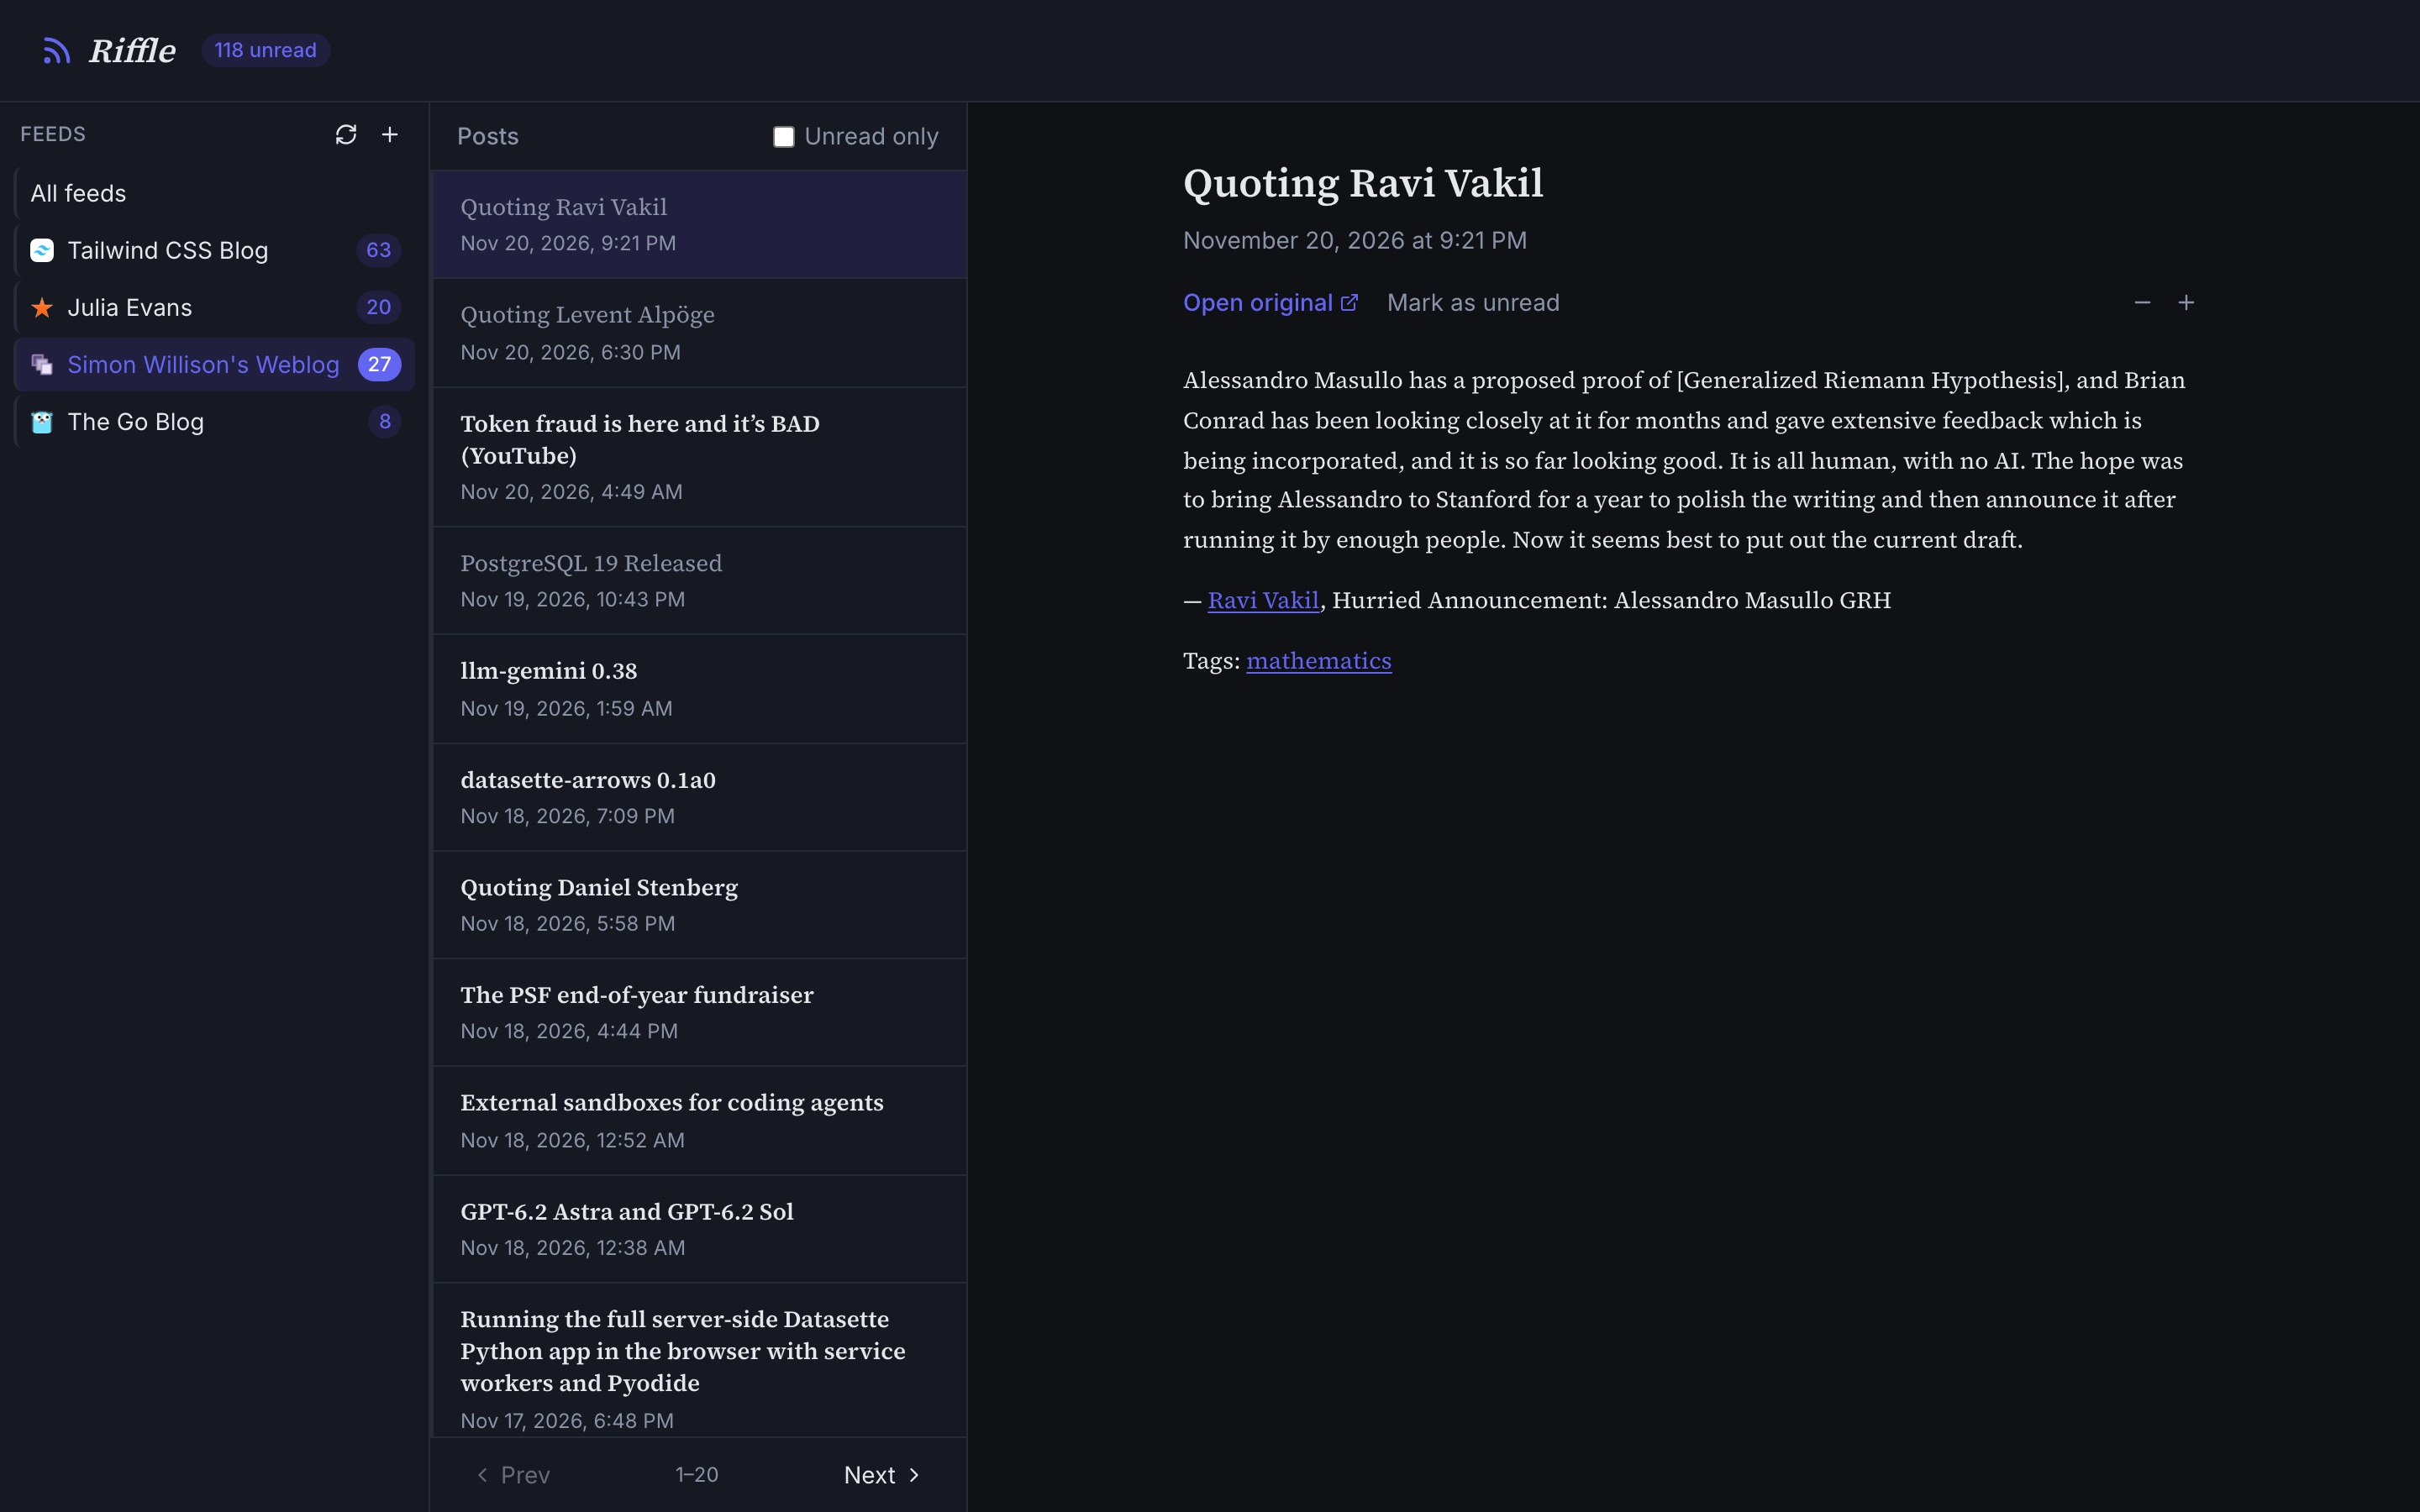 Riffle
118 unread
FEEDS
All feeds
Tailwind CSS Blog
63
Julia Evans
20
Simon Willison's Weblog
27
The Go Blog
8
Posts
Unread only
Quoting Ravi Vakil
Nov 20, 2026, 9:21 PM
Quoting Levent Alpöge
Nov 20, 2026, 6:30 PM
Token fraud is here and it’s BAD
(YouTube)
Nov 20, 2026, 4:49 AM
PostgreSQL 19 Released
Nov 19, 2026, 10:43 PM
llm-gemini 0.38
Nov 19, 2026, 1:59 AM
datasette-arrows 0.1a0
Nov 18, 2026, 7:09 PM
Quoting Daniel Stenberg
Nov 18, 2026, 5:58 PM
The PSF end-of-year fundraiser
Nov 18, 2026, 4:44 PM
External sandboxes for coding agents
Nov 18, 2026, 12:52 AM
GPT-6.2 Astra and GPT-6.2 Sol
Nov 18, 2026, 12:38 AM
Running the full server-side Datasette
Python app in the browser with service
workers and Pyodide
Nov 17, 2026, 6:48 PM
Prev
1–20
Next
Quoting Ravi Vakil
November 20, 2026 at 9:21 PM
Open original
Mark as unread
Alessandro Masullo has a proposed proof of [Generalized Riemann Hypothesis], and Brian
Conrad has been looking closely at it for months and gave extensive feedback which is
being incorporated, and it is so far looking good. It is all human, with no AI. The hope was
to bring Alessandro to Stanford for a year to polish the writing and then announce it after
running it by enough people. Now it seems best to put out the current draft.
— Ravi Vakil, Hurried Announcement: Alessandro Masullo GRH
Tags: mathematics